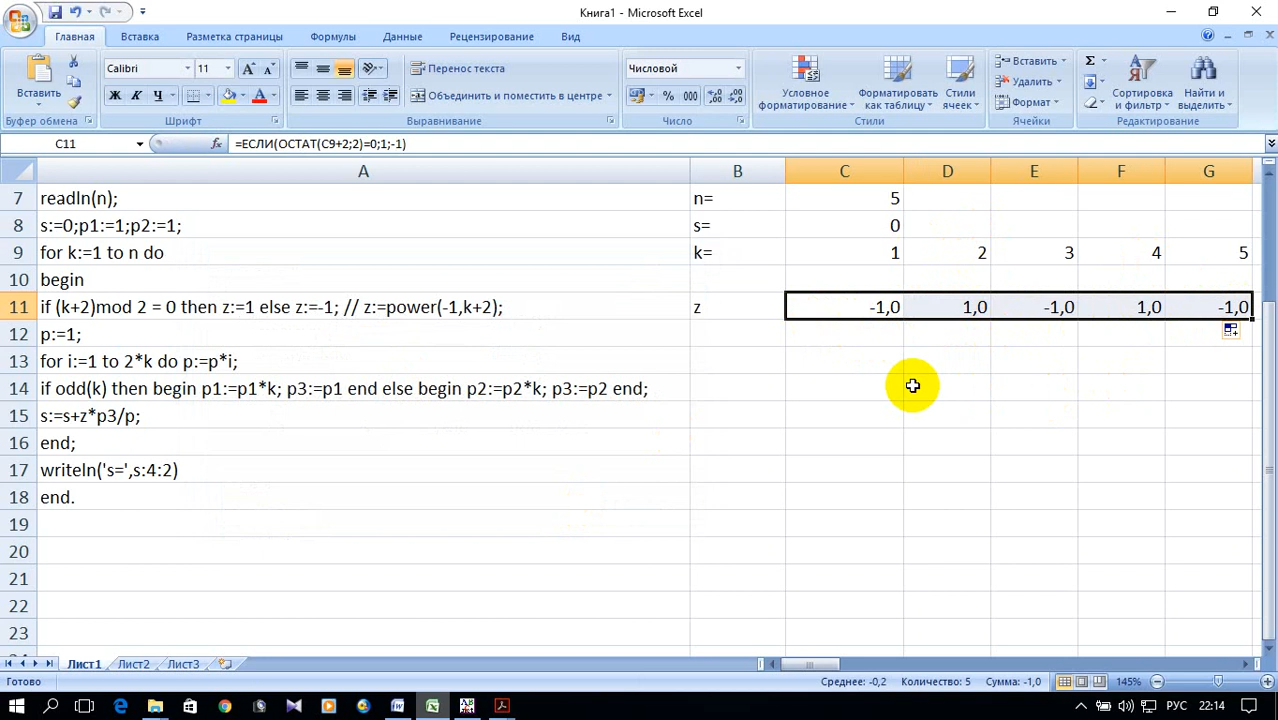 Книга1 - Microsoft Excel
Главная Вставка Разметка страницы Формулы Данные Рецензирование Вид
Вставить
Буфер обмена
Calibri 11
Ж К Ч
Шрифт
Перенос текста
Объединить и поместить в центре
Выравнивание
Числовой
% 000
Число
Условное форматирование
Форматировать как таблицу
Стили ячеек
Стили
Вставить
Удалить
Формат
Ячейки
Σ
Сортировка и фильтр
Найти и выделить
Редактирование
C11 fx =ЕСЛИ(ОСТАТ(C9+2;2)=0;1;-1)
A B C D E F G
7 readln(n); n= 5
8 s:=0;p1:=1;p2:=1; s= 0
9 for k:=1 to n do k= 1 2 3 4 5
10 begin
11 if (k+2)mod 2 = 0 then z:=1 else z:=-1; // z:=power(-1,k+2); z -1,0 1,0 -1,0 1,0 -1,0
12 p:=1;
13 for i:=1 to 2*k do p:=p*i;
14 if odd(k) then begin p1:=p1*k; p3:=p1 end else begin p2:=p2*k; p3:=p2 end;
15 s:=s+z*p3/p;
16 end;
17 writeln('s=',s:4:2)
18 end.
19
20
21
22
23
Лист1 Лист2 Лист3
Готово Среднее: -0,2 Количество: 5 Сумма: -1,0 145%
РУС 22:14